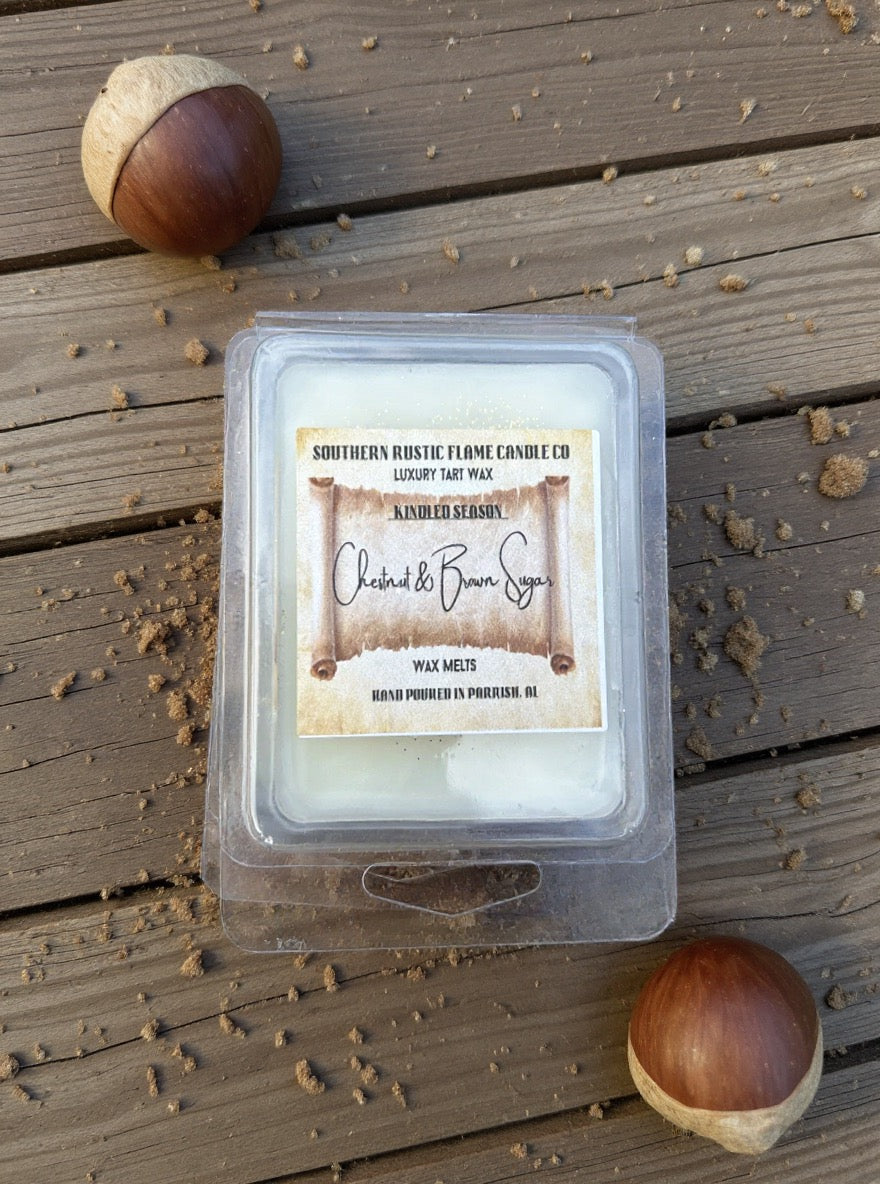 SOUTHERN RUSTIC FLAME CANDLE CO
LUXURY TART WAX
KINDLED SEASON
Chestnut & Brown Sugar
WAX MELTS
HAND POURED IN PARRISH, AL